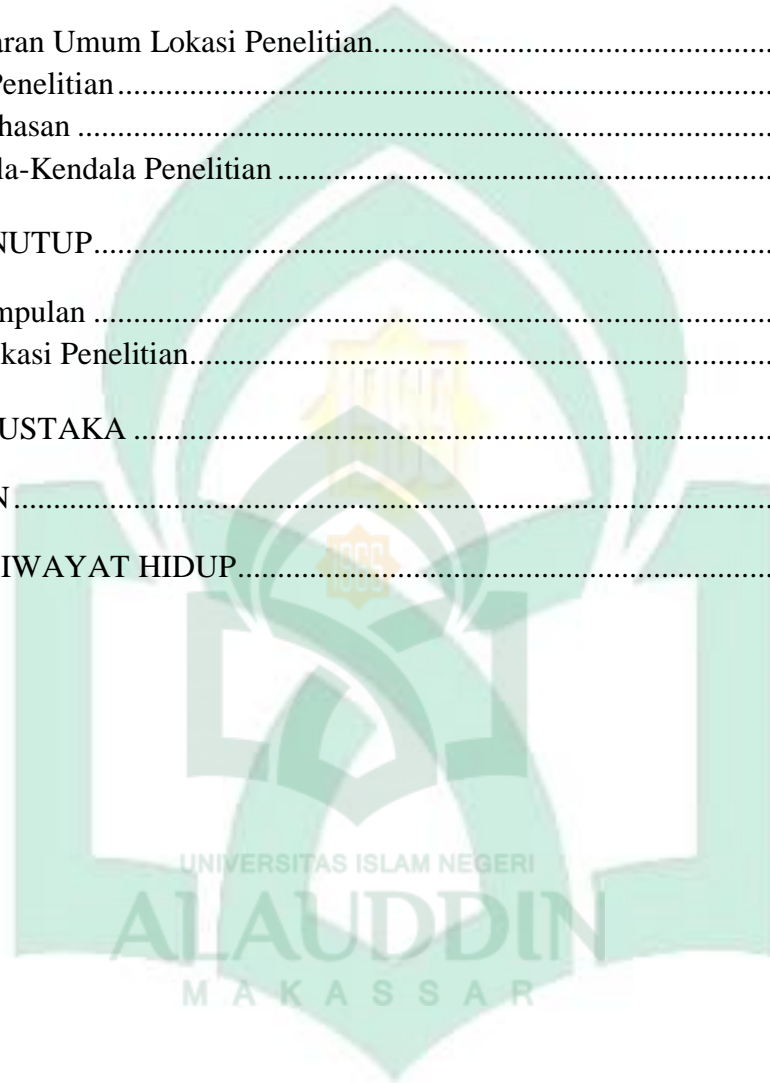 aran Umum Lokasi Penelitian..................................................
Penelitian....................................................................................
hasan ..........................................................................................
la-Kendala Penelitian ..............................................................
NUTUP.......................................................................................
mpulan ........................................................................................
kasi Penelitian...........................................................................
USTAKA ..................................................................................
N..................................................................................................
IWAYAT HIDUP.....................................................................
UNIVERSITAS ISLAM NEGERI
ALAUDDIN
MAKASSAR